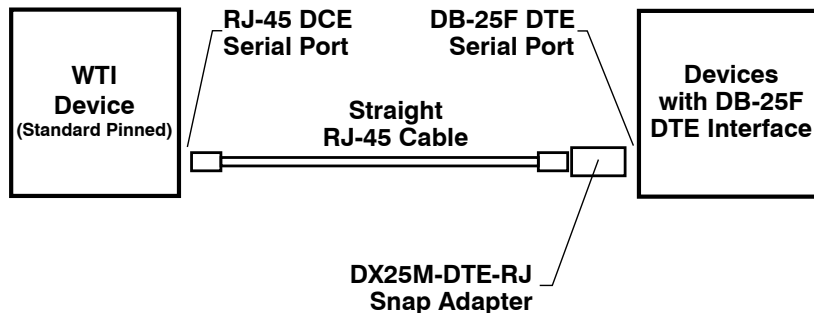 RJ-45 DCE
Serial Port
DB-25F DTE
Serial Port
WTI
Device
(Standard Pinned)
Straight
RJ-45 Cable
Devices
with DB-25F
DTE Interface
DX25M-DTE-RJ
Snap Adapter